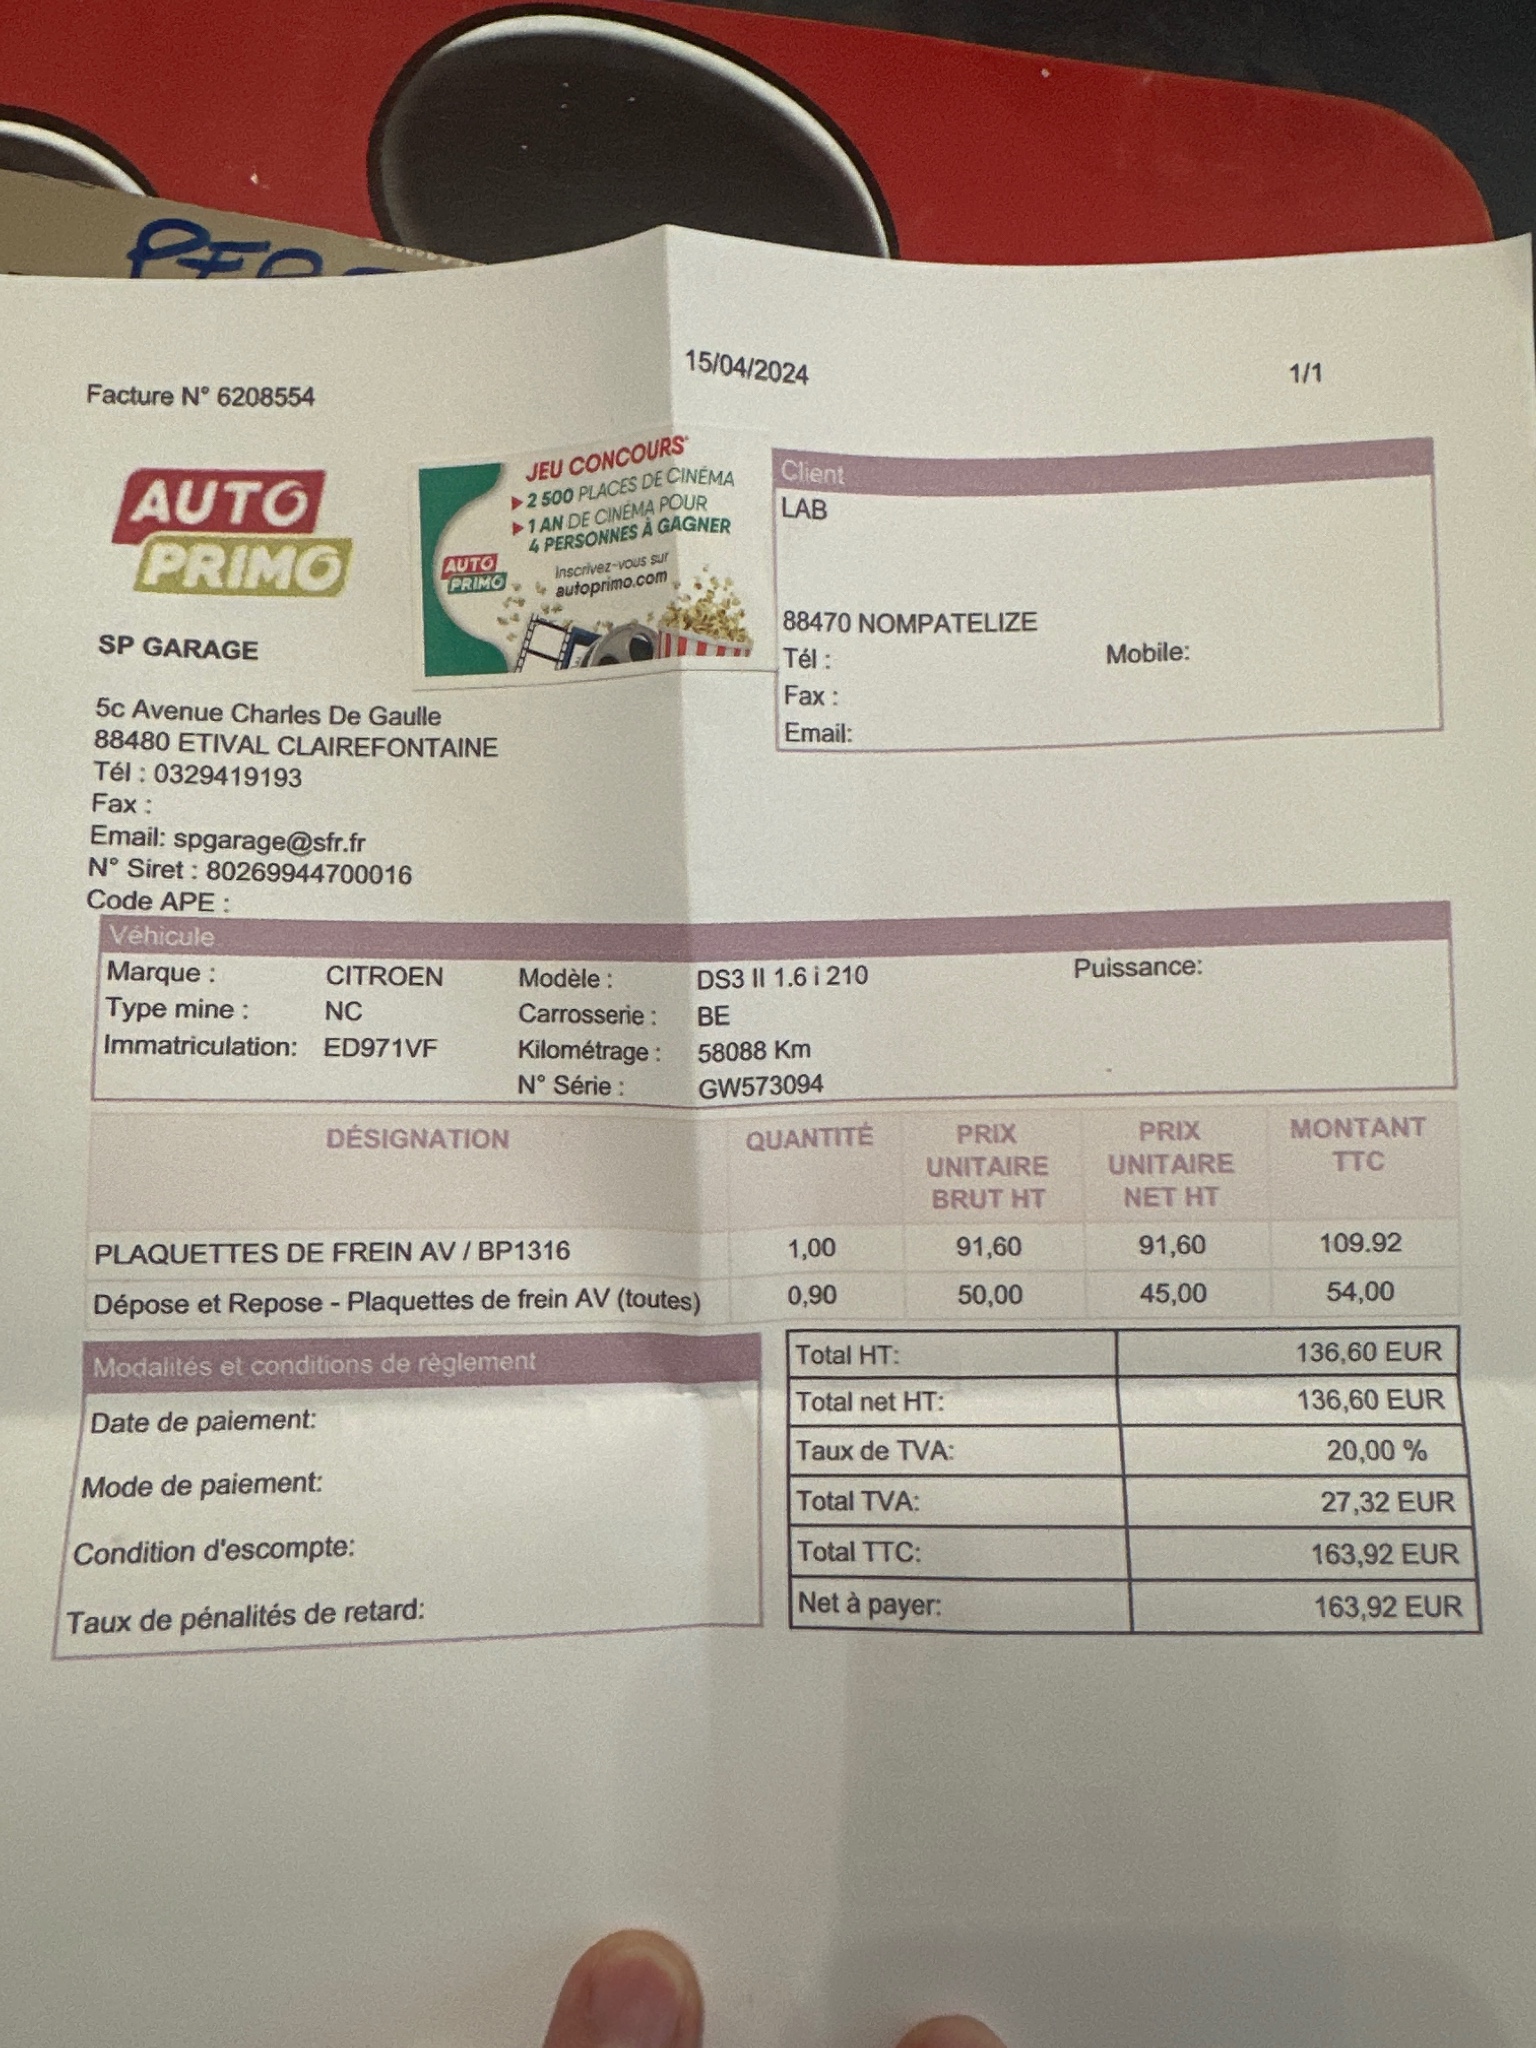 15/04/2024
1/1
Facture N° 6208554
AUTO
PRIMO
JEU CONCOURS*
2 500 PLACES DE CINÉMA
1 AN DE CINÉMA POUR
4 PERSONNES À GAGNER
Inscrivez-vous sur
autoprimo.com
AUTO
PRIMO
Client
LAB
88470 NOMPATELIZE
Tél :
Mobile:
Fax :
Email:
SP GARAGE
5c Avenue Charles De Gaulle
88480 ETIVAL CLAIREFONTAINE
Tél : 0329419193
Fax :
Email: spgarage@sfr.fr
N° Siret : 80269944700016
Code APE :
Véhicule
Marque : CITROEN Modèle : DS3 II 1.6 i 210 Puissance:
Type mine : NC Carrosserie : BE
Immatriculation: ED971VF Kilométrage : 58088 Km
N° Série : GW573094
DÉSIGNATION QUANTITÉ PRIX UNITAIRE BRUT HT PRIX UNITAIRE NET HT MONTANT TTC
PLAQUETTES DE FREIN AV / BP1316 1,00 91,60 91,60 109.92
Dépose et Repose - Plaquettes de frein AV (toutes) 0,90 50,00 45,00 54,00
Modalités et conditions de règlement
Date de paiement:
Mode de paiement:
Condition d'escompte:
Taux de pénalités de retard:
Total HT: 136,60 EUR
Total net HT: 136,60 EUR
Taux de TVA: 20,00 %
Total TVA: 27,32 EUR
Total TTC: 163,92 EUR
Net à payer: 163,92 EUR